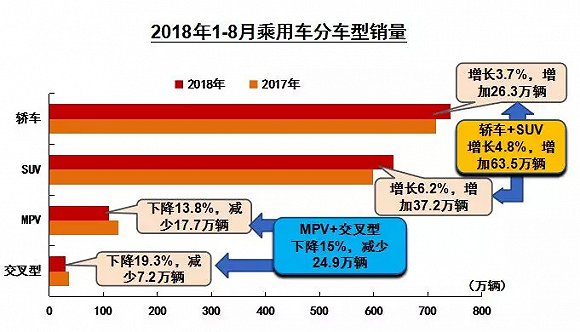 2018年1-8月乘用车分车型销量
2018年
2017年
增长3.7%，增
加26.3万辆
轿车
轿车+SUV
增长4.8%，增
加63.5万辆
SUV
增长6.2%，增
加37.2万辆
MPV
下降13.8%，减
少17.7万辆
MPV+交叉型
下降15%，减少
24.9万辆
交叉型
下降19.3%，减
少7.2万辆
（万辆）
0
100
200
300
400
500
600
700
800